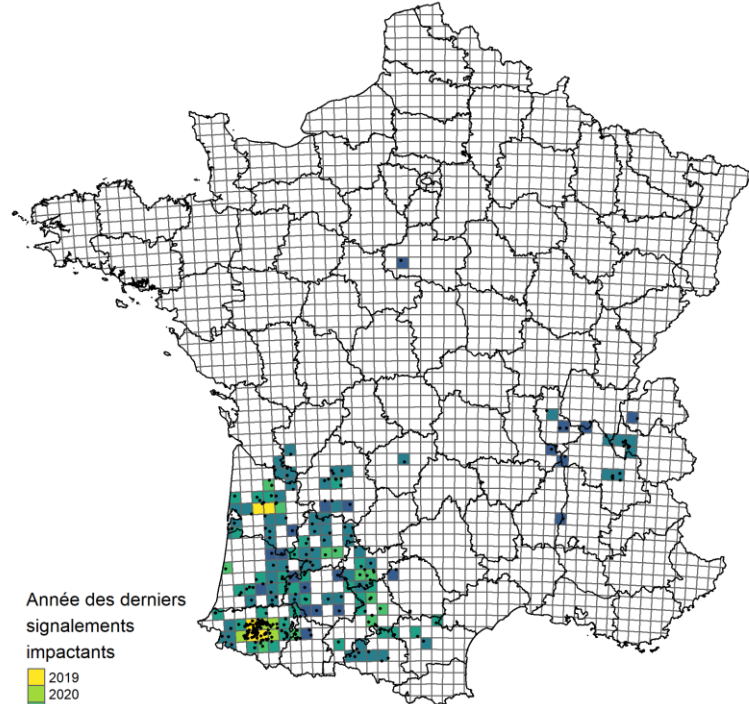 Année des derniers
signalements
impactants
2019
2020